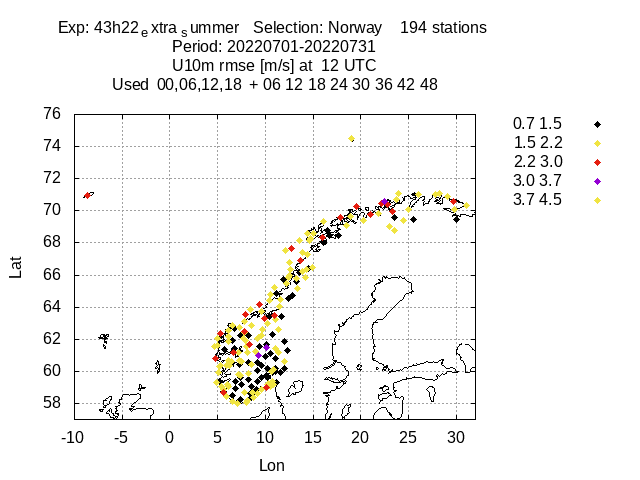 Exp: 43h22 e xtra s ummer Selection: Norway 194 stations
Period: 20220701-20220731
U10m rmse [m/s] at 12 UTC
Used 00,06,12,18 + 06 12 18 24 30 36 42 48
76
74
72
70
68
66
64
62
60
58
Lat
-10 -5 0 5 10 15 20 25 30
Lon
0.7 1.5
1.5 2.2
2.2 3.0
3.0 3.7
3.7 4.5